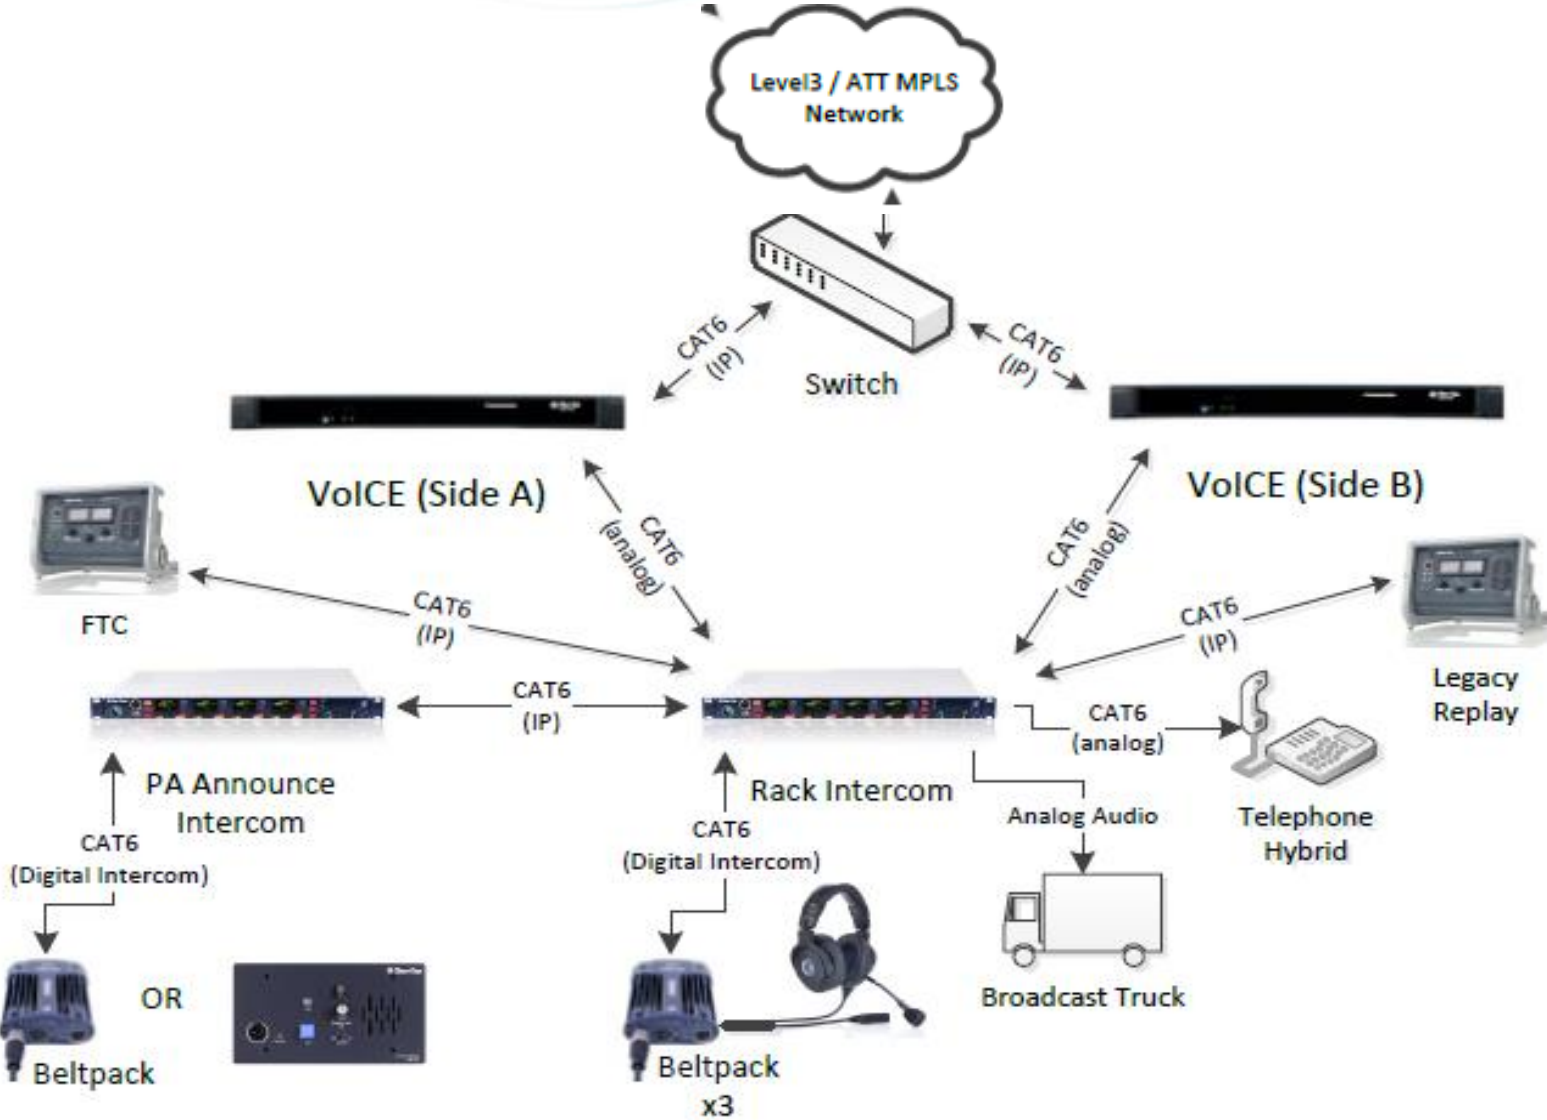 Level3 / ATT MPLS
Network
CAT6
(IP)
CAT6
(IP)
Switch
VoICE (Side A)
VoICE (Side B)
CAT6
(analog)
CAT6
(analog)
FTC
CAT6
(IP)
CAT6
(IP)
Legacy
Replay
CAT6
(IP)
CAT6
(analog)
PA Announce
Intercom
Rack Intercom
Analog Audio
Telephone
Hybrid
CAT6
(Digital Intercom)
CAT6
(Digital Intercom)
OR
Broadcast Truck
Beltpack
Beltpack
x3